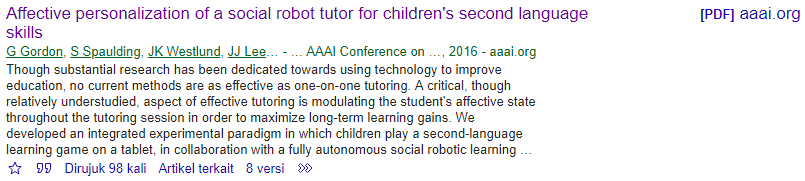 Affective personalization of a social robot tutor for children's second language
skills
[PDF] aaai.org
G Gordon, S Spaulding, JK Westlund, JJ Lee... - ... AAAI Conference on ..., 2016 - aaai.org
Though substantial research has been dedicated towards using technology to improve
education, no current methods are as effective as one-on-one tutoring. A critical, though
relatively understudied, aspect of effective tutoring is modulating the student's affective state
throughout the tutoring session in order to maximize long-term learning gains. We
developed an integrated experimental paradigm in which children play a second-language
learning game on a tablet, in collaboration with a fully autonomous social robotic learning ...
Dirujuk 98 kali Artikel terkait 8 versi